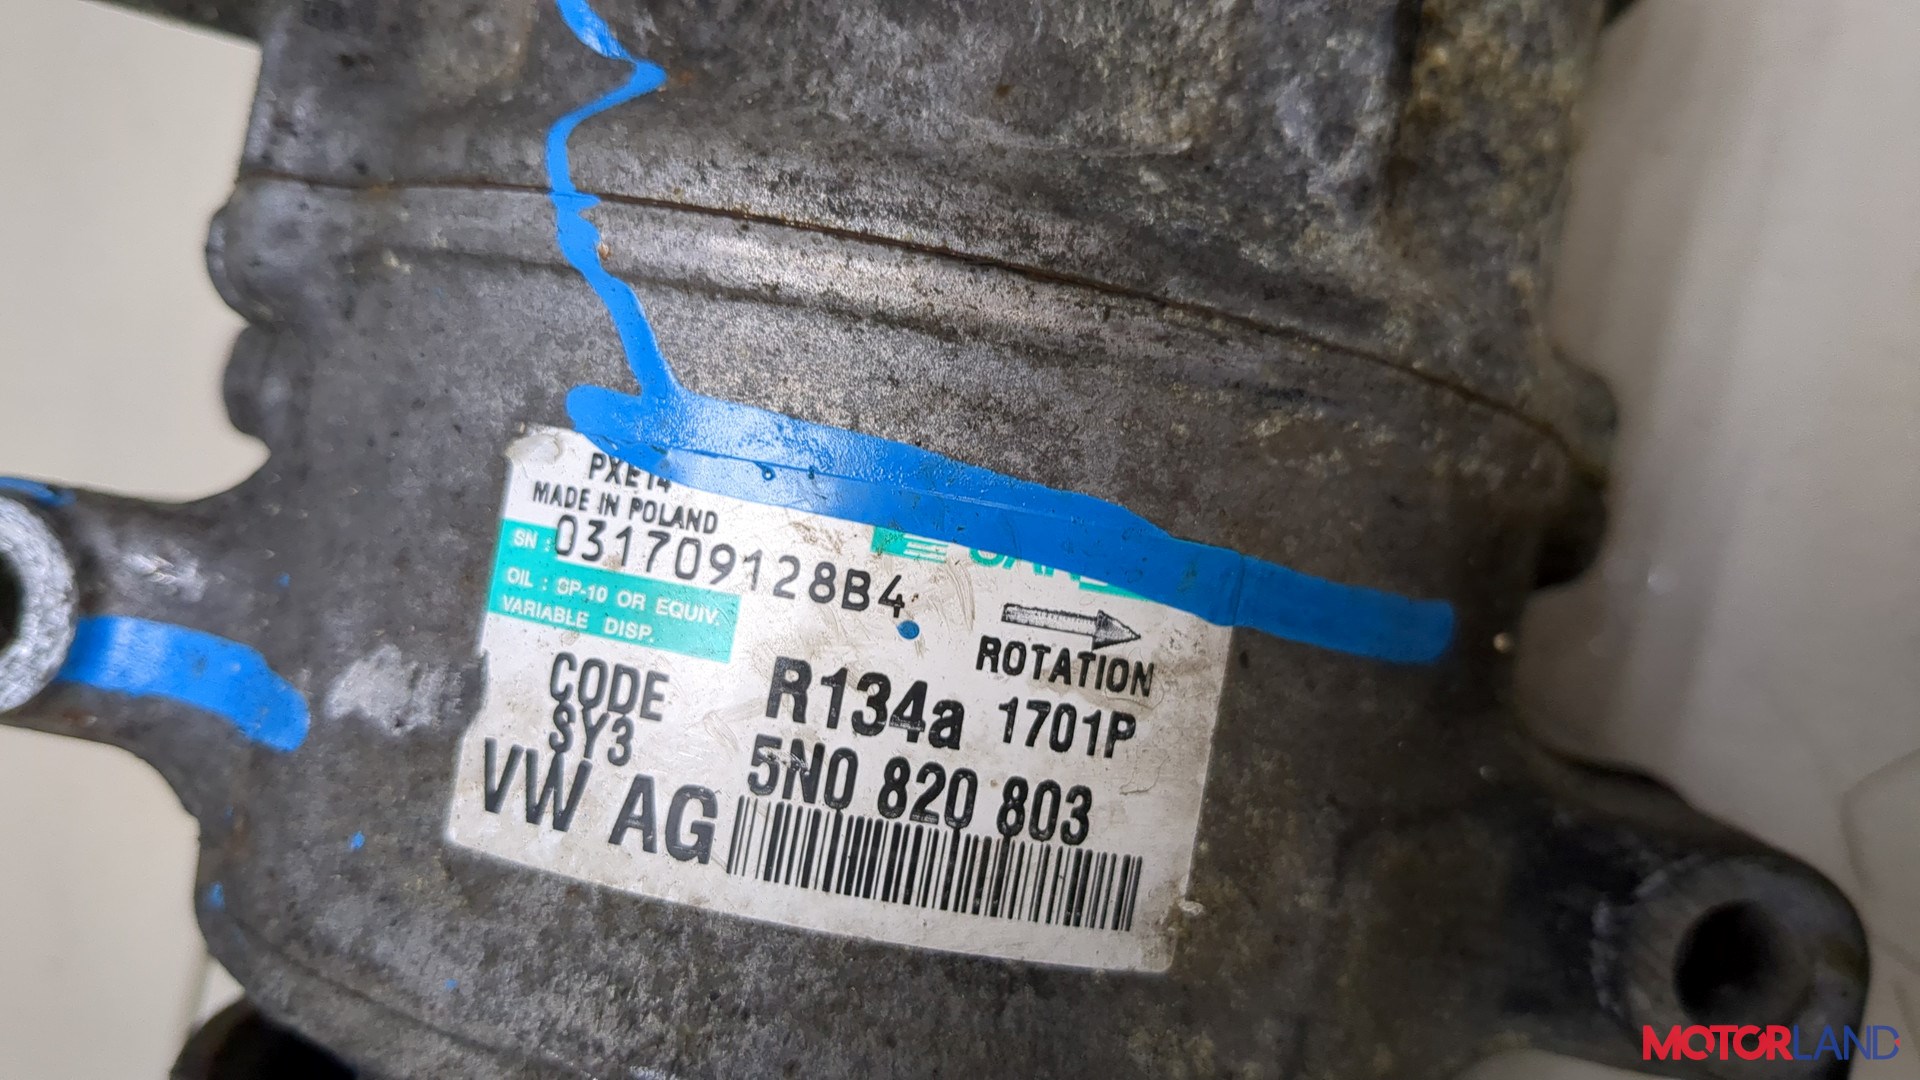 PXE14
MADE IN POLAND
SN : 031709128B4
OIL : SP-10 OR EQUIV.
VARIABLE DISP.
ROTATION
CODE
SY3
R134a 1701P
VW AG
5N0 820 803
MOTORLAND